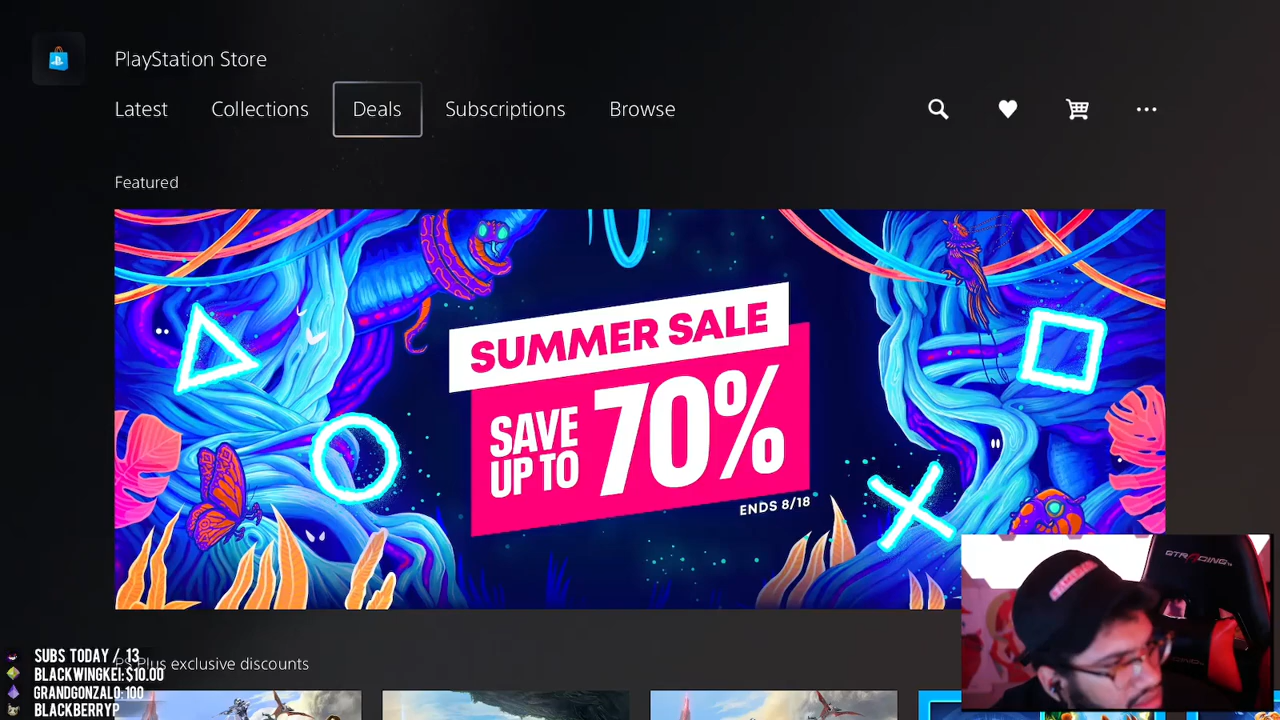 PlayStation Store
Latest
Collections
Deals
Subscriptions
Browse
Featured
SUMMER SALE
SAVE
UP TO
70%
ENDS 8/18
GTRACING
SUBS TODAY / 13
PS Plus exclusive discounts
BLACKWINGKEI:$10.00
GRANDGONZALO:100
BLACKBERRYP